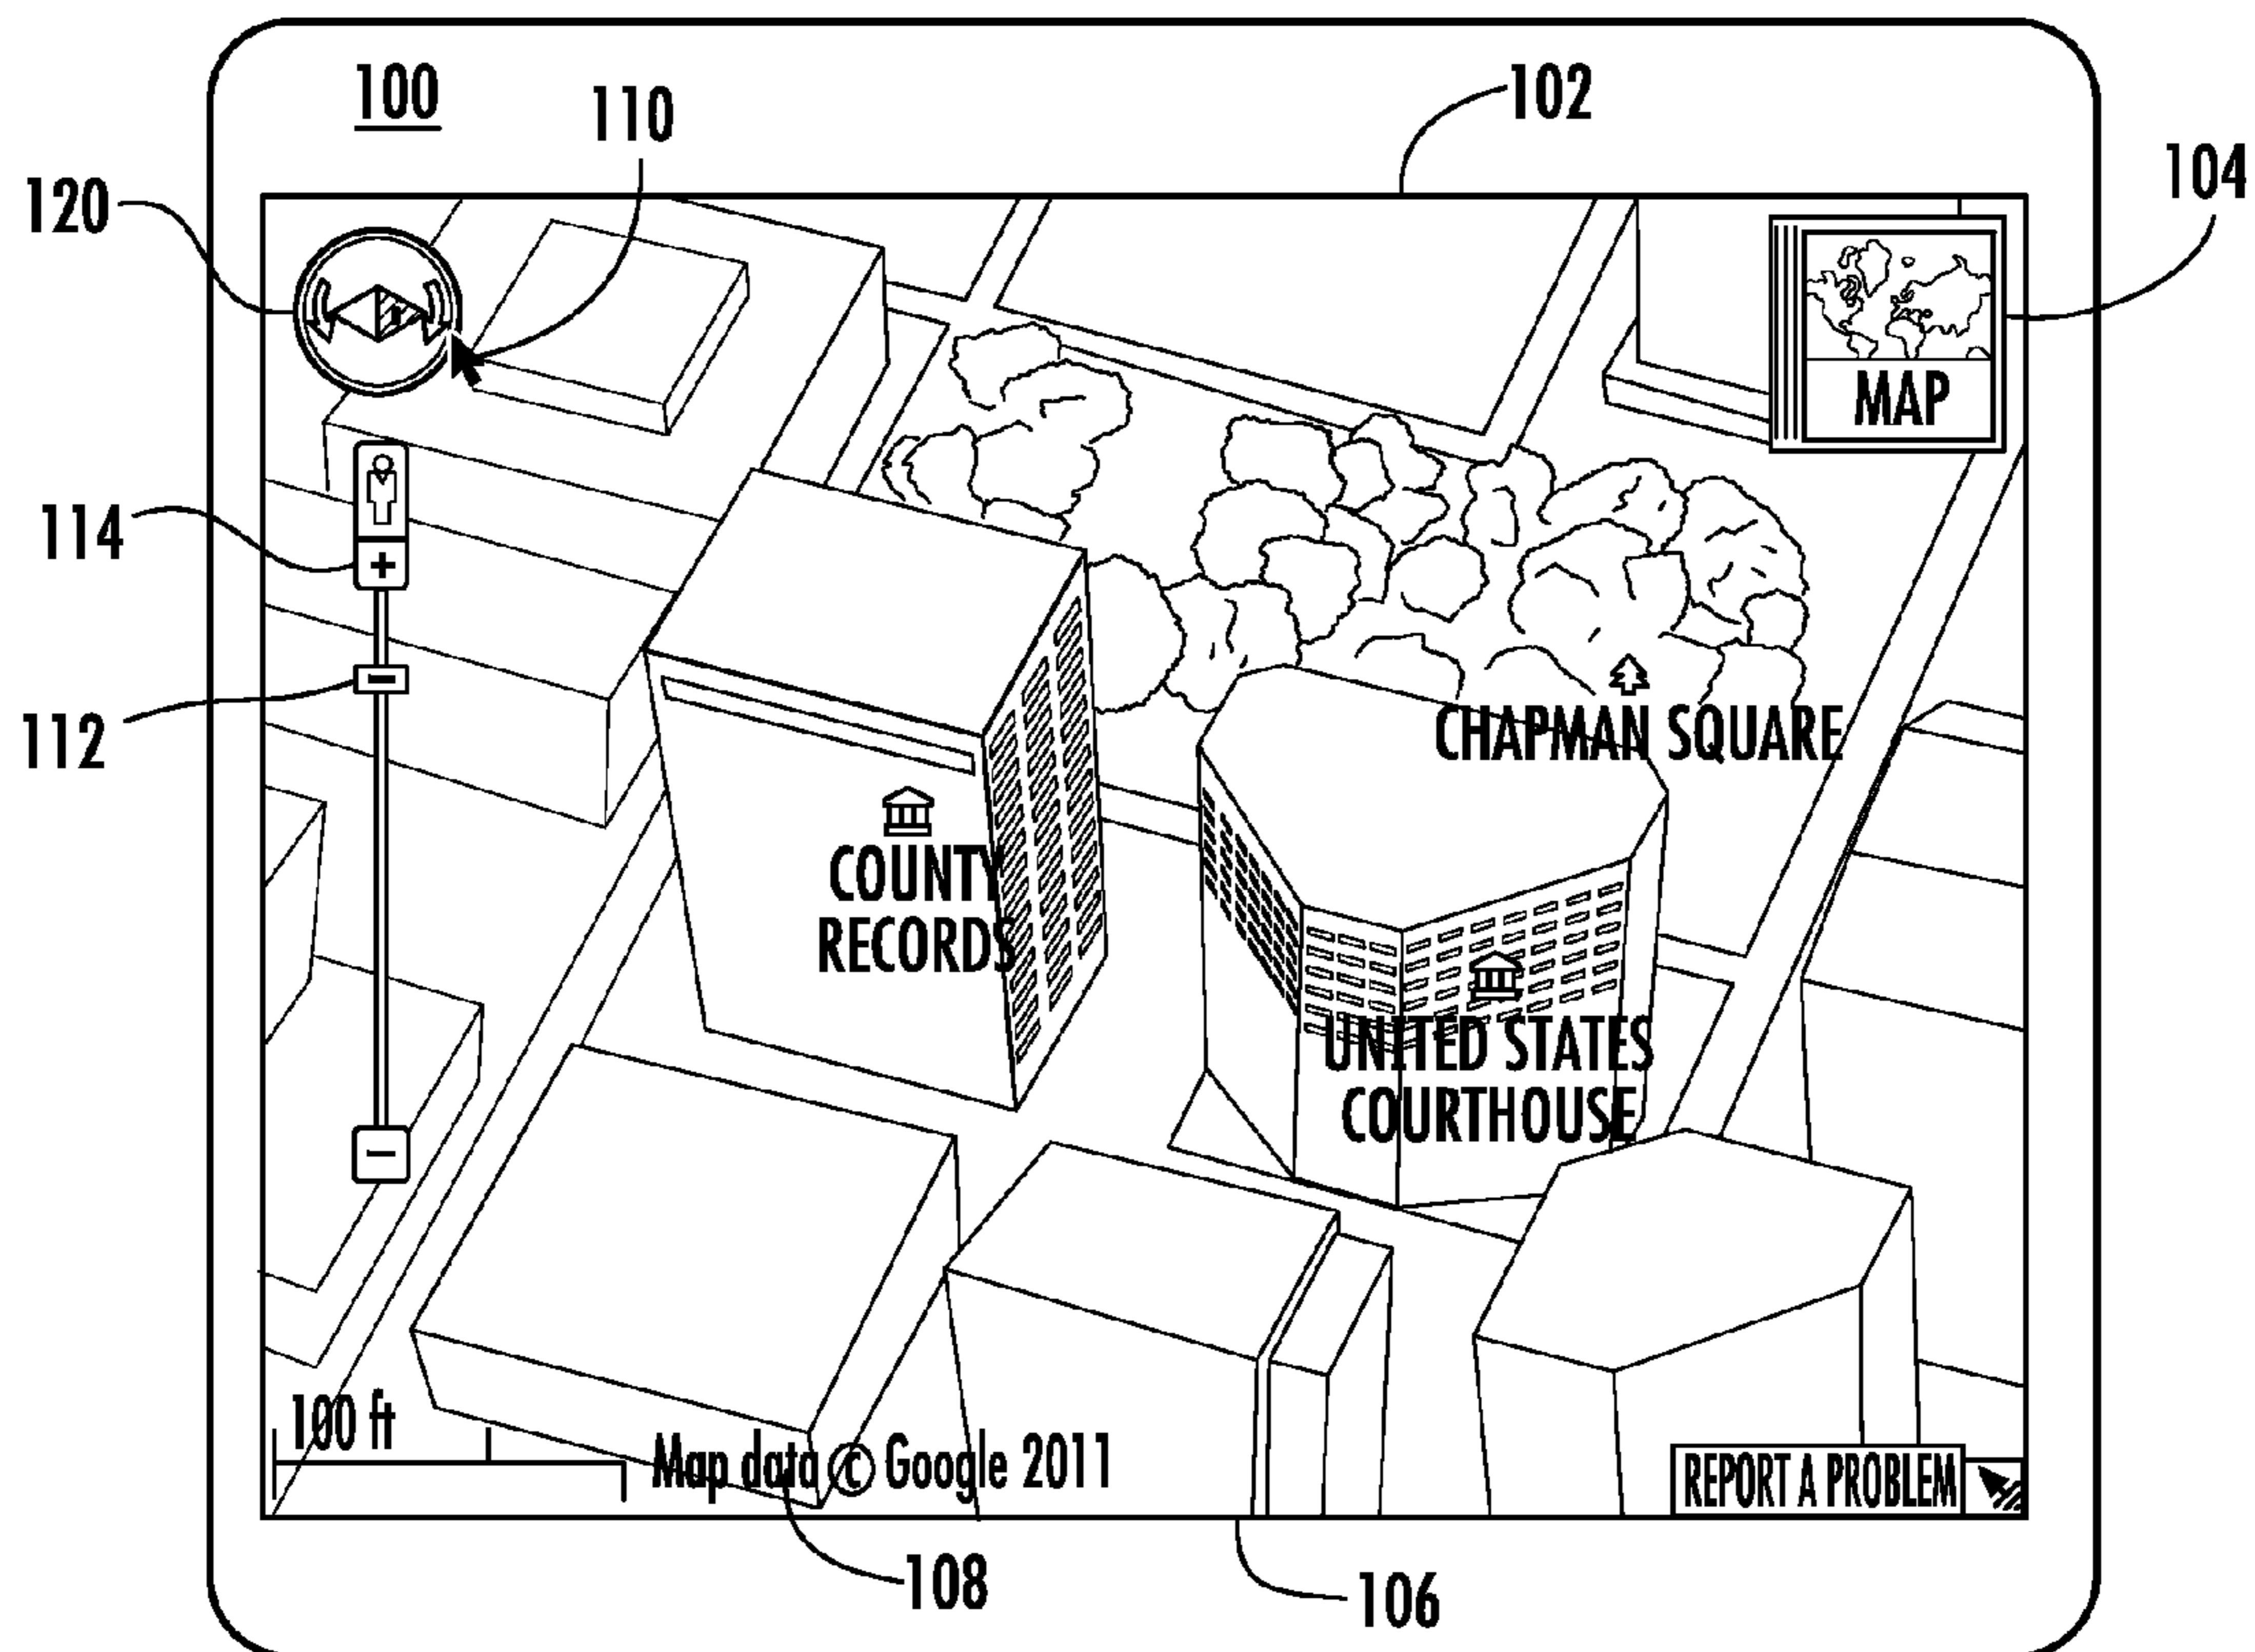 100
110
102
104
120
MAP
114
+
112
CHAPMAN SQUARE
COUNTY
RECORDS
UNITED STATES
COURTHOUSE
−
100 ft
Map data © Google 2011
REPORT A PROBLEM
108
106